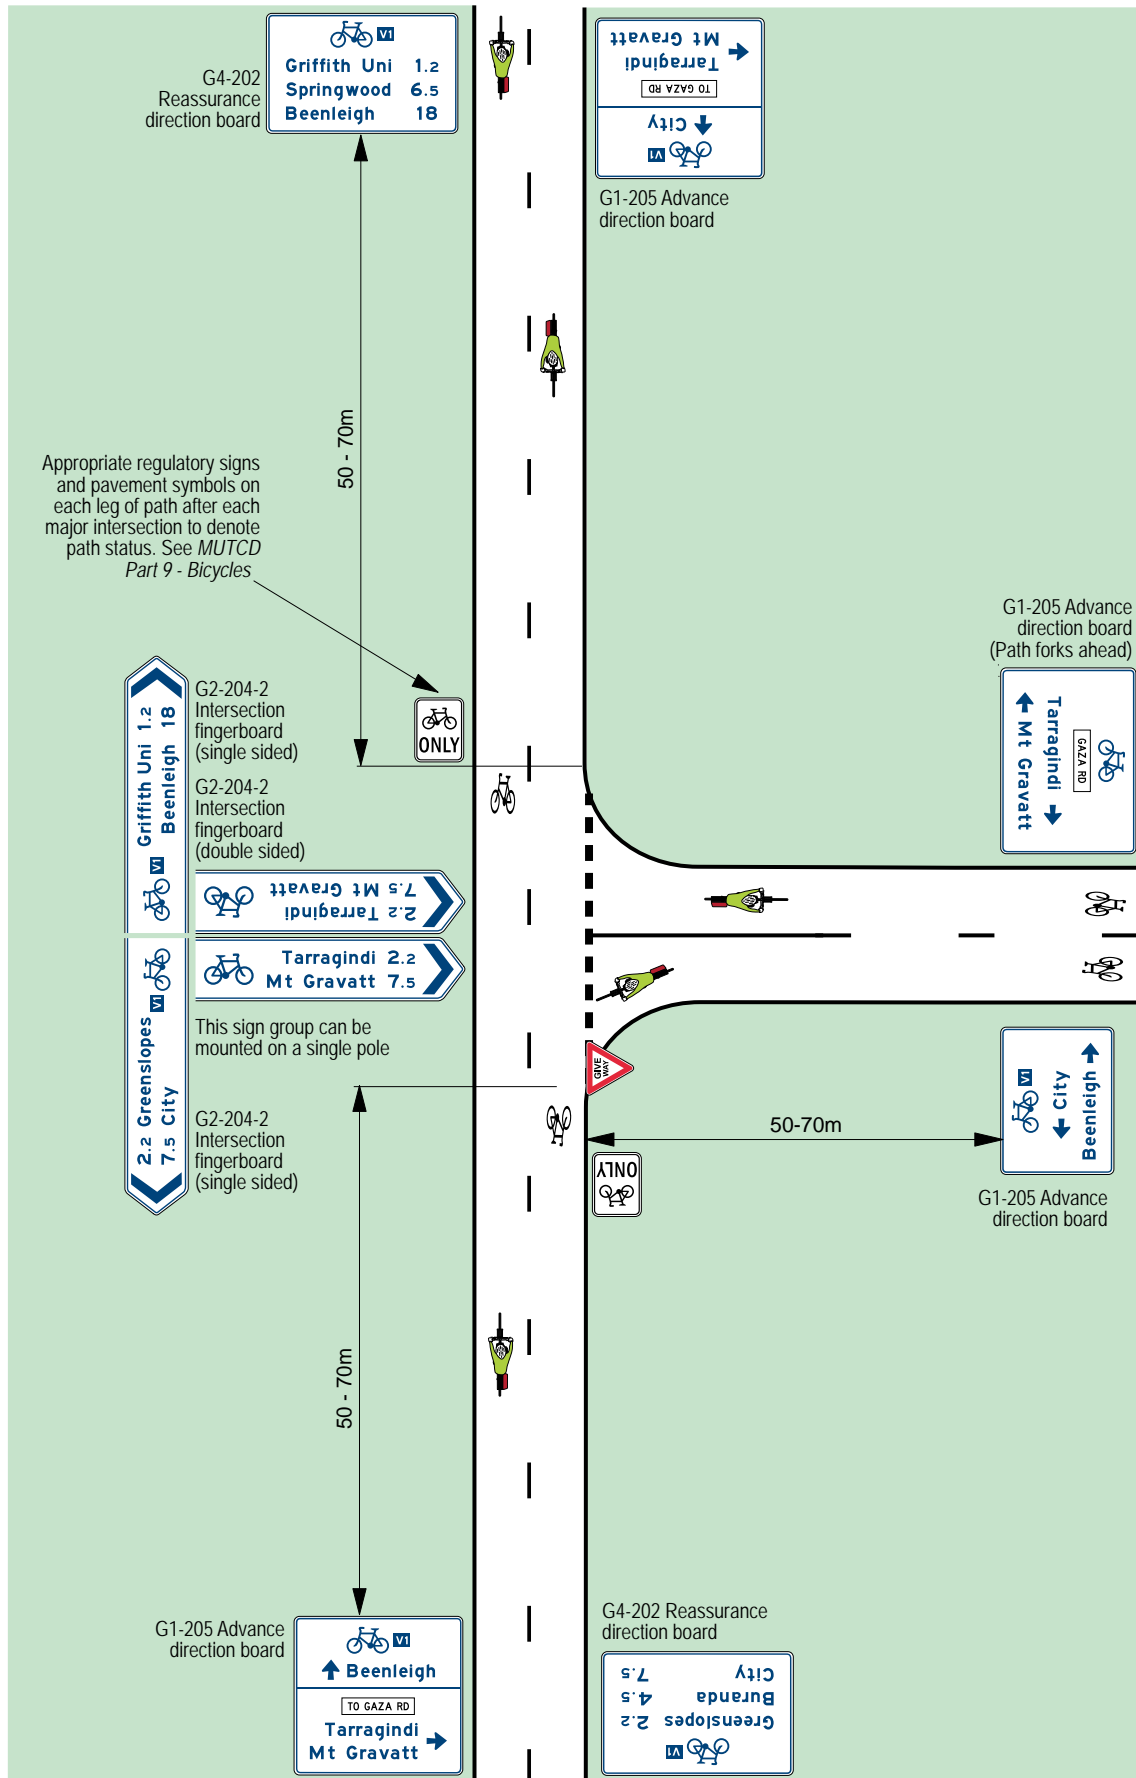 V1
Griffith Uni 1.2
Springwood 6.5
Beenleigh 18
G4-202
Reassurance
direction board
V1
City
TO GAZA RD
Tarragindi
Mt Gravatt
G1-205 Advance
direction board
50 - 70m
Appropriate regulatory signs
and pavement symbols on
each leg of path after each
major intersection to denote
path status. See MUTCD
Part 9 - Bicycles
ONLY
G1-205 Advance
direction board
(Path forks ahead)
GAZA RD
Tarragindi
Mt Gravatt
V1
Griffith Uni 1.2
Beenleigh 18
G2-204-2
Intersection
fingerboard
(single sided)
G2-204-2
Intersection
fingerboard
(double sided)
2.2 Tarragindi
7.5 Mt Gravatt
Tarragindi 2.2
Mt Gravatt 7.5
This sign group can be
mounted on a single pole
V1
2.2 Greenslopes
7.5 City
G2-204-2
Intersection
fingerboard
(single sided)
GIVE
WAY
V1
City
Beenleigh
50-70m
G1-205 Advance
direction board
ONLY
50 - 70m
G1-205 Advance
direction board
V1
Beenleigh
TO GAZA RD
Tarragindi
Mt Gravatt
G4-202 Reassurance
direction board
V1
Greenslopes 2.2
Buranda 4.5
City 7.5